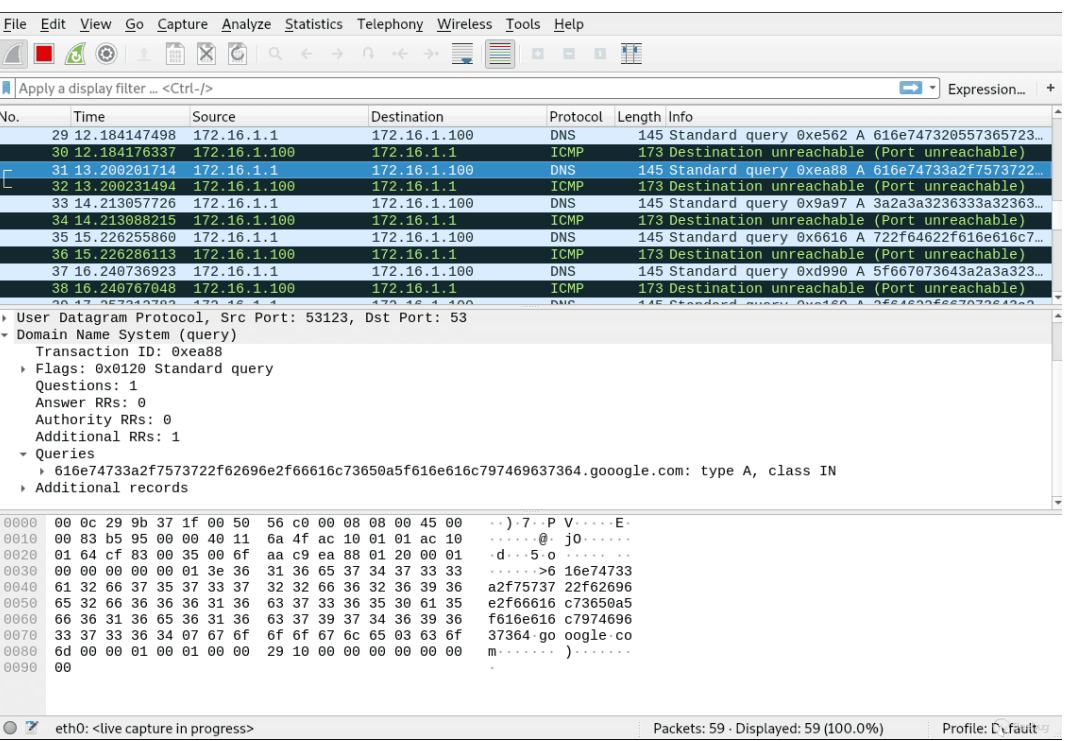 File Edit View Go Capture Analyze Statistics Telephony Wireless Tools Help
Apply a display filter ... <Ctrl-/> Expression... +
No. Time Source Destination Protocol Length Info
29 12.184147498 172.16.1.1 172.16.1.100 DNS 145 Standard query 0xe562 A 616e747320557365723…
30 12.184176337 172.16.1.100 172.16.1.1 ICMP 173 Destination unreachable (Port unreachable)
31 13.200201714 172.16.1.1 172.16.1.100 DNS 145 Standard query 0xea88 A 616e74733a2f7573722…
32 13.200231494 172.16.1.100 172.16.1.1 ICMP 173 Destination unreachable (Port unreachable)
33 14.213057726 172.16.1.1 172.16.1.100 DNS 145 Standard query 0x9a97 A 3a2a3a3236333a32363…
34 14.213088215 172.16.1.100 172.16.1.1 ICMP 173 Destination unreachable (Port unreachable)
35 15.226255860 172.16.1.1 172.16.1.100 DNS 145 Standard query 0x6616 A 722f64622f616e616c7…
36 15.226286113 172.16.1.100 172.16.1.1 ICMP 173 Destination unreachable (Port unreachable)
37 16.240736923 172.16.1.1 172.16.1.100 DNS 145 Standard query 0xd990 A 5f667073643a2a3a323…
38 16.240767048 172.16.1.100 172.16.1.1 ICMP 173 Destination unreachable (Port unreachable)
User Datagram Protocol, Src Port: 53123, Dst Port: 53
Domain Name System (query)
Transaction ID: 0xea88
Flags: 0x0120 Standard query
Questions: 1
Answer RRs: 0
Authority RRs: 0
Additional RRs: 1
Queries
616e74733a2f7573722f62696e2f66616c73650a5f616e616c797469637364.gooogle.com: type A, class IN
Additional records
0000 00 0c 29 9b 37 1f 00 50 56 c0 00 08 08 00 45 00 ··)·7··P V·····E·
0010 00 83 b5 95 00 00 40 11 6a 4f ac 10 01 01 ac 10 ······@· jO······
0020 01 64 cf 83 00 35 00 6f aa c9 ea 88 01 20 00 01 ·d···5·o ····· ··
0030 00 00 00 00 00 01 3e 36 31 36 65 37 34 37 33 33 ······>6 16e74733
0040 61 32 66 37 35 37 33 37 32 32 66 36 32 36 39 36 a2f75737 22f62696
0050 65 32 66 36 36 36 31 36 63 37 33 36 35 30 61 35 e2f66616 c73650a5
0060 66 36 31 36 65 36 31 36 63 37 39 37 34 36 39 36 f616e616 c7974696
0070 33 37 33 36 34 07 67 6f 6f 6f 67 6c 65 03 63 6f 37364·go oogle·co
0080 6d 00 00 01 00 01 00 00 29 10 00 00 00 00 00 00 m······· )·······
0090 00 ·
eth0: <live capture in progress> Packets: 59 · Displayed: 59 (100.0%) Profile: Default